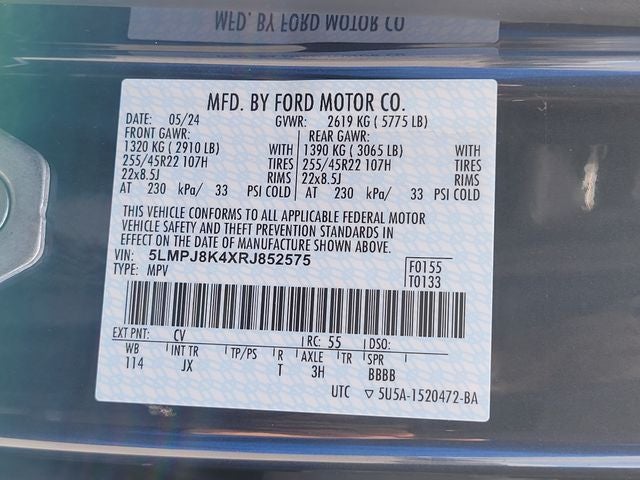 MFD. BY FORD MOTOR CO.
MFD. BY FORD MOTOR CO.
DATE: 05/24 GVWR: 2619 KG ( 5775 LB)
FRONT GAWR: REAR GAWR:
1320 KG ( 2910 LB) WITH 1390 KG ( 3065 LB) WITH
255/45R22 107H TIRES 255/45R22 107H TIRES
22x8.5J RIMS 22x8.5J RIMS
AT 230 kPa/ 33 PSI COLD AT 230 kPa/ 33 PSI COLD
THIS VEHICLE CONFORMS TO ALL APPLICABLE FEDERAL MOTOR
VEHICLE SAFETY AND THEFT PREVENTION STANDARDS IN
EFFECT ON THE DATE OF MANUFACTURE SHOWN ABOVE.
VIN: 5LMPJ8K4XRJ852575
TYPE: MPV
F0155
T0133
EXT PNT: CV RC: 55 DSO:
WB INT TR TP/PS R AXLE TR SPR
114 JX T 3H BBBB
UTC ▽ 5U5A-1520472-BA